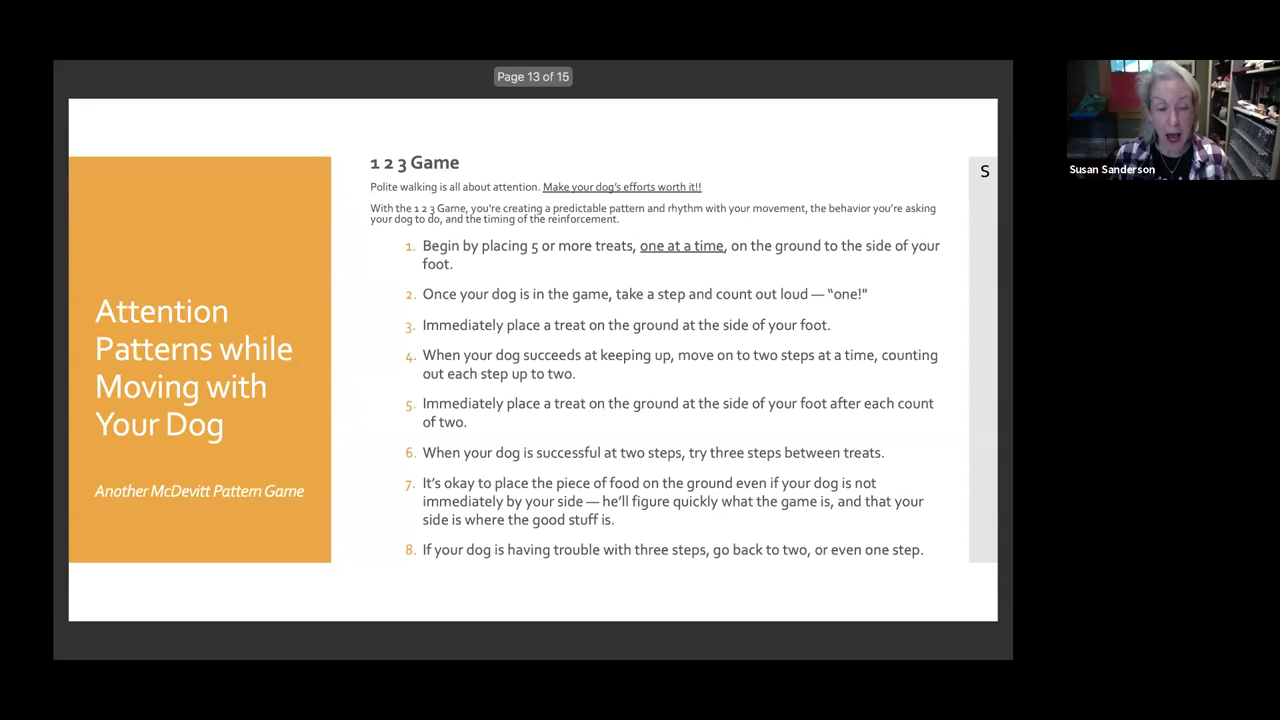 Page 13 of 15
Susan Sanderson
S
Attention
Patterns while
Moving with
Your Dog
Another McDevitt Pattern Game
1 2 3 Game
Polite walking is all about attention. Make your dog's efforts worth it!!
With the 1 2 3 Game, you're creating a predictable pattern and rhythm with your movement, the behavior you're asking
your dog to do, and the timing of the reinforcement.
1. Begin by placing 5 or more treats, one at a time, on the ground to the side of your
foot.
2. Once your dog is in the game, take a step and count out loud — "one!"
3. Immediately place a treat on the ground at the side of your foot.
4. When your dog succeeds at keeping up, move on to two steps at a time, counting
out each step up to two.
5. Immediately place a treat on the ground at the side of your foot after each count
of two.
6. When your dog is successful at two steps, try three steps between treats.
7. It's okay to place the piece of food on the ground even if your dog is not
immediately by your side — he'll figure quickly what the game is, and that your
side is where the good stuff is.
8. If your dog is having trouble with three steps, go back to two, or even one step.